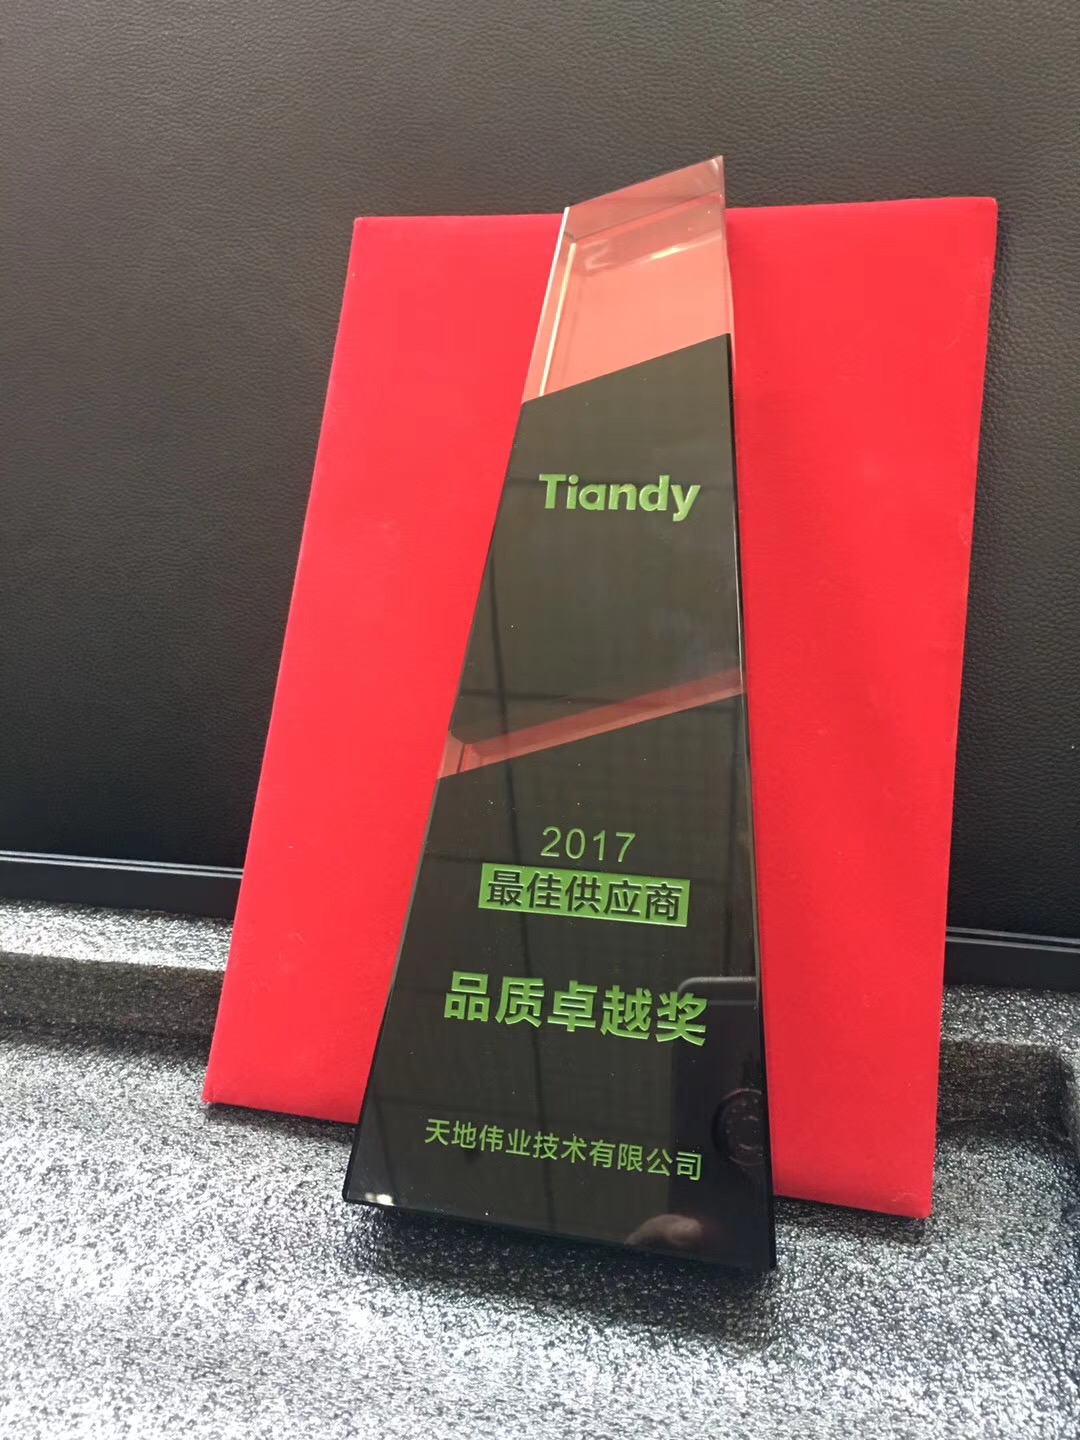 Tiandy
2017
最佳供应商
品质卓越奖
天地伟业技术有限公司